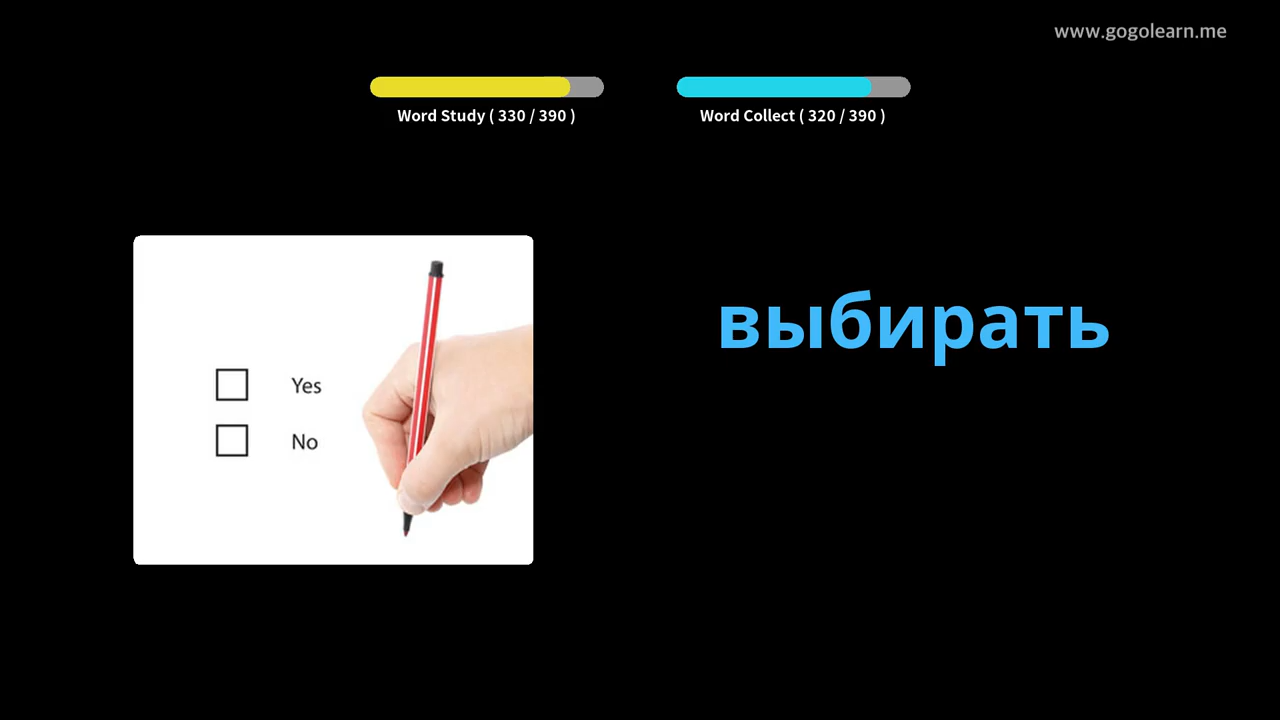 www.gogolearn.me
Word Study ( 330 / 390 )
Word Collect ( 320 / 390 )
выбирать
Yes
No